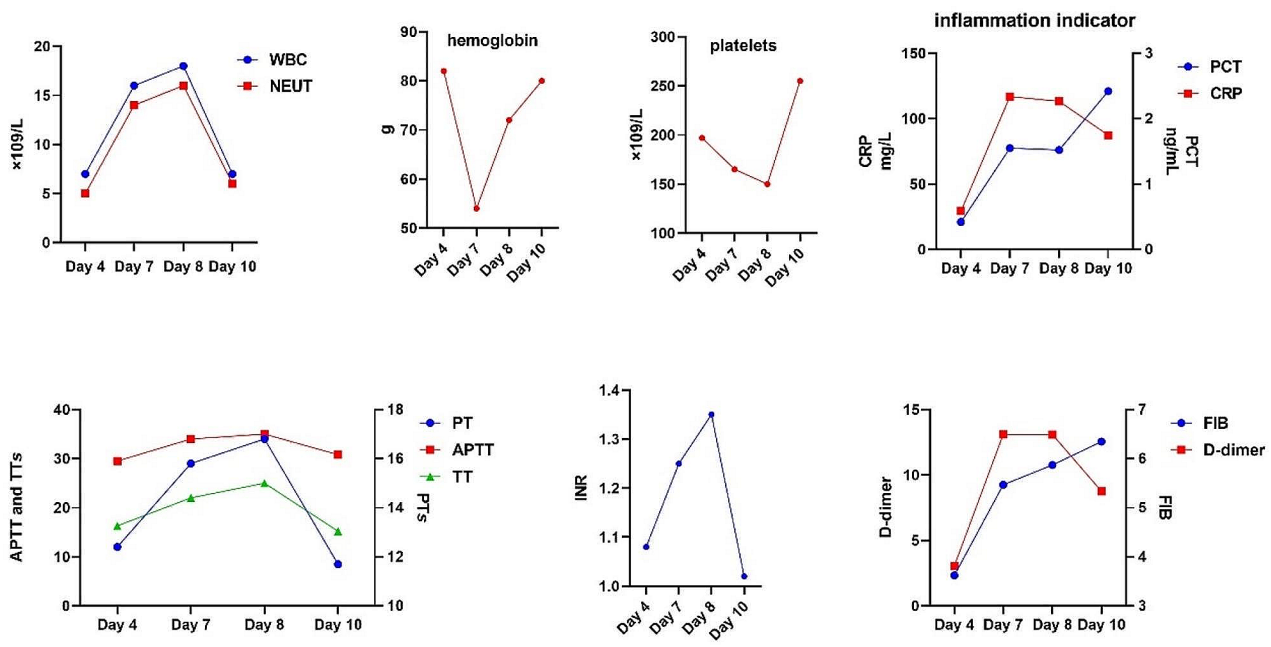 20
15
10
5
0
×109/L
Day 4 Day 7 Day 8 Day 10
WBC
NEUT
hemoglobin
90
80
70
60
50
g
Day 4 Day 7 Day 8 Day 10
platelets
300
250
200
150
100
×109/L
Day 4 Day 7 Day 8 Day 10
inflammation indicator
150
100
50
0
CRP
mg/L
3
2
1
0
PCT
ng/mL
Day 4 Day 7 Day 8 Day 10
PCT
CRP
40
30
20
10
0
APTT and TTs
18
16
14
12
10
PTs
Day 4 Day 7 Day 8 Day 10
PT
APTT
TT
1.4
1.3
1.2
1.1
1.0
INR
Day 4 Day 7 Day 8 Day 10
15
10
5
0
D-dimer
7
6
5
4
3
FIB
Day 4 Day 7 Day 8 Day 10
FIB
D-dimer